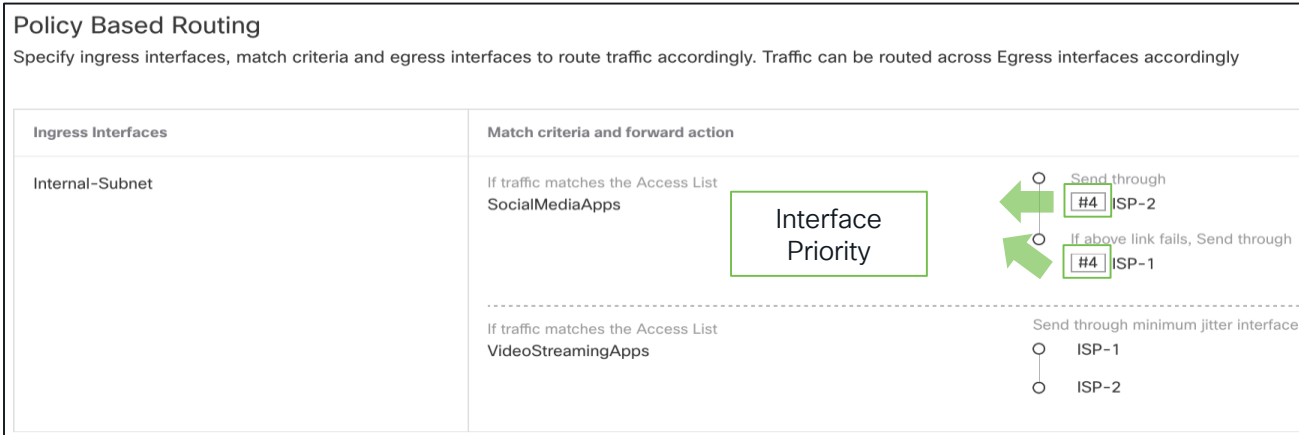 Policy Based Routing
Specify ingress interfaces, match criteria and egress interfaces to route traffic accordingly. Traffic can be routed across Egress interfaces accordingly
Ingress Interfaces
Match criteria and forward action
Internal-Subnet
If traffic matches the Access List
SocialMediaApps
Interface
Priority
Send through
#4 ISP-2
If above link fails, Send through
#4 ISP-1
If traffic matches the Access List
VideoStreamingApps
Send through minimum jitter interface
ISP-1
ISP-2